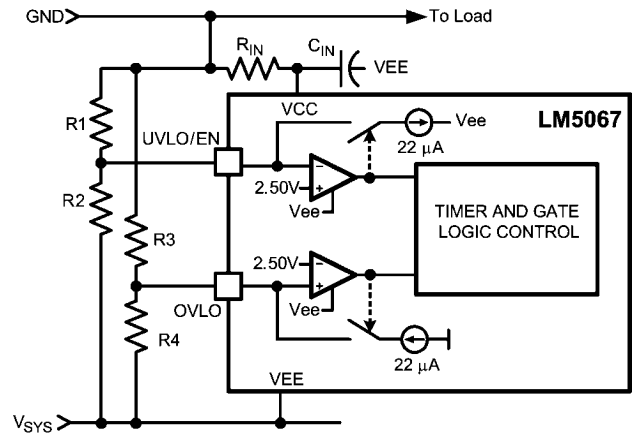 GND
To Load
RIN
CIN
VEE
VCC
LM5067
R1
UVLO/EN
Vee
22 μA
2.50V
−
+
Vee
R2
TIMER AND GATE
LOGIC CONTROL
R3
2.50V
−
+
Vee
OVLO
R4
22 μA
VEE
VSYS